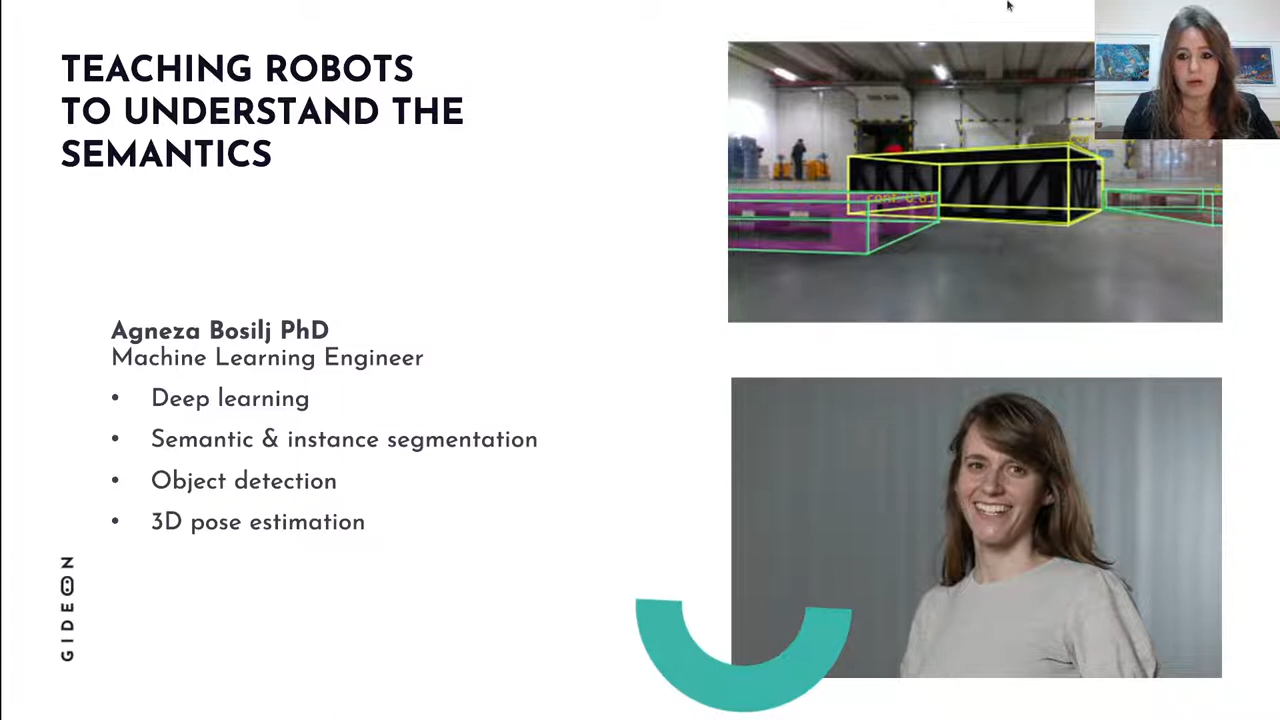 TEACHING ROBOTS
TO UNDERSTAND THE
SEMANTICS
Agneza Bosilj PhD
Machine Learning Engineer
• Deep learning
• Semantic & instance segmentation
• Object detection
• 3D pose estimation
GIDEON